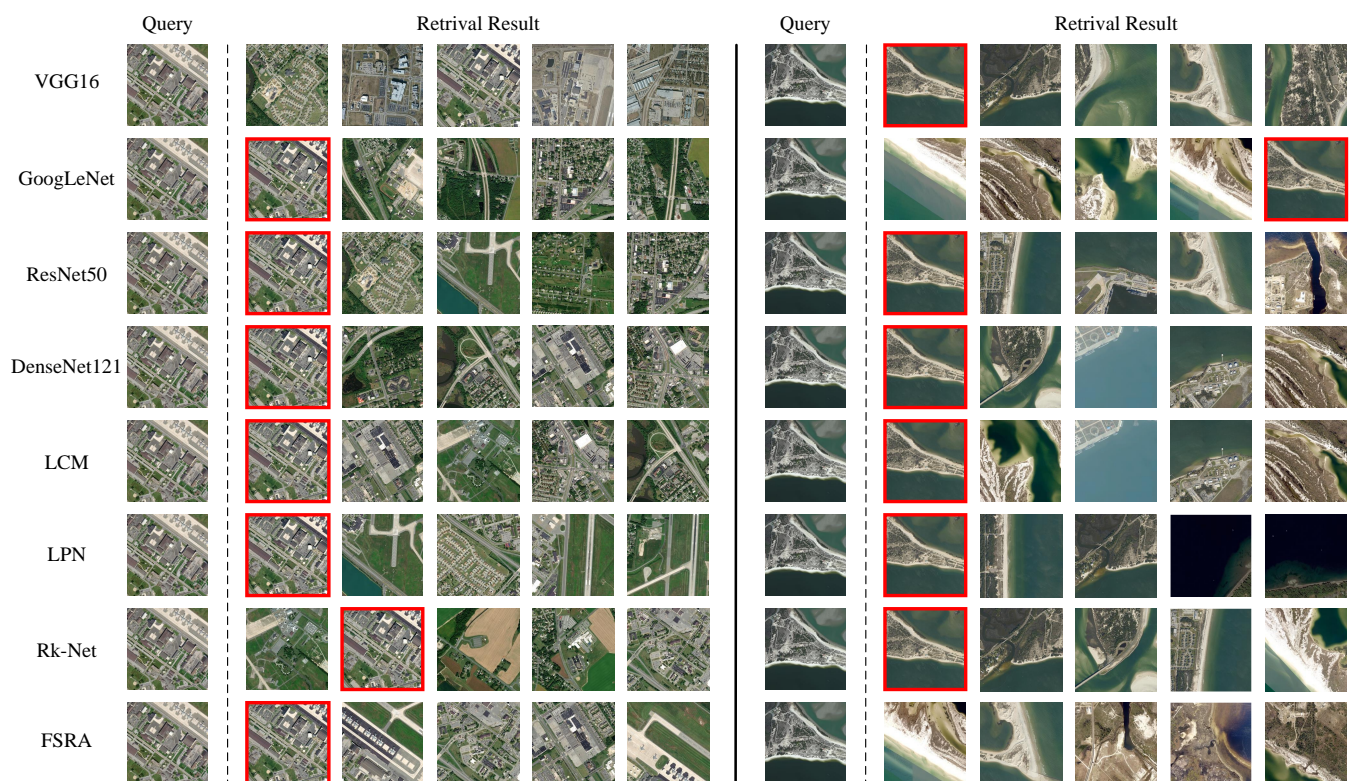 Query Retrival Result Query Retrival Result
VGG16
GoogLeNet
ResNet50
DenseNet121
LCM
LPN
Rk-Net
FSRA